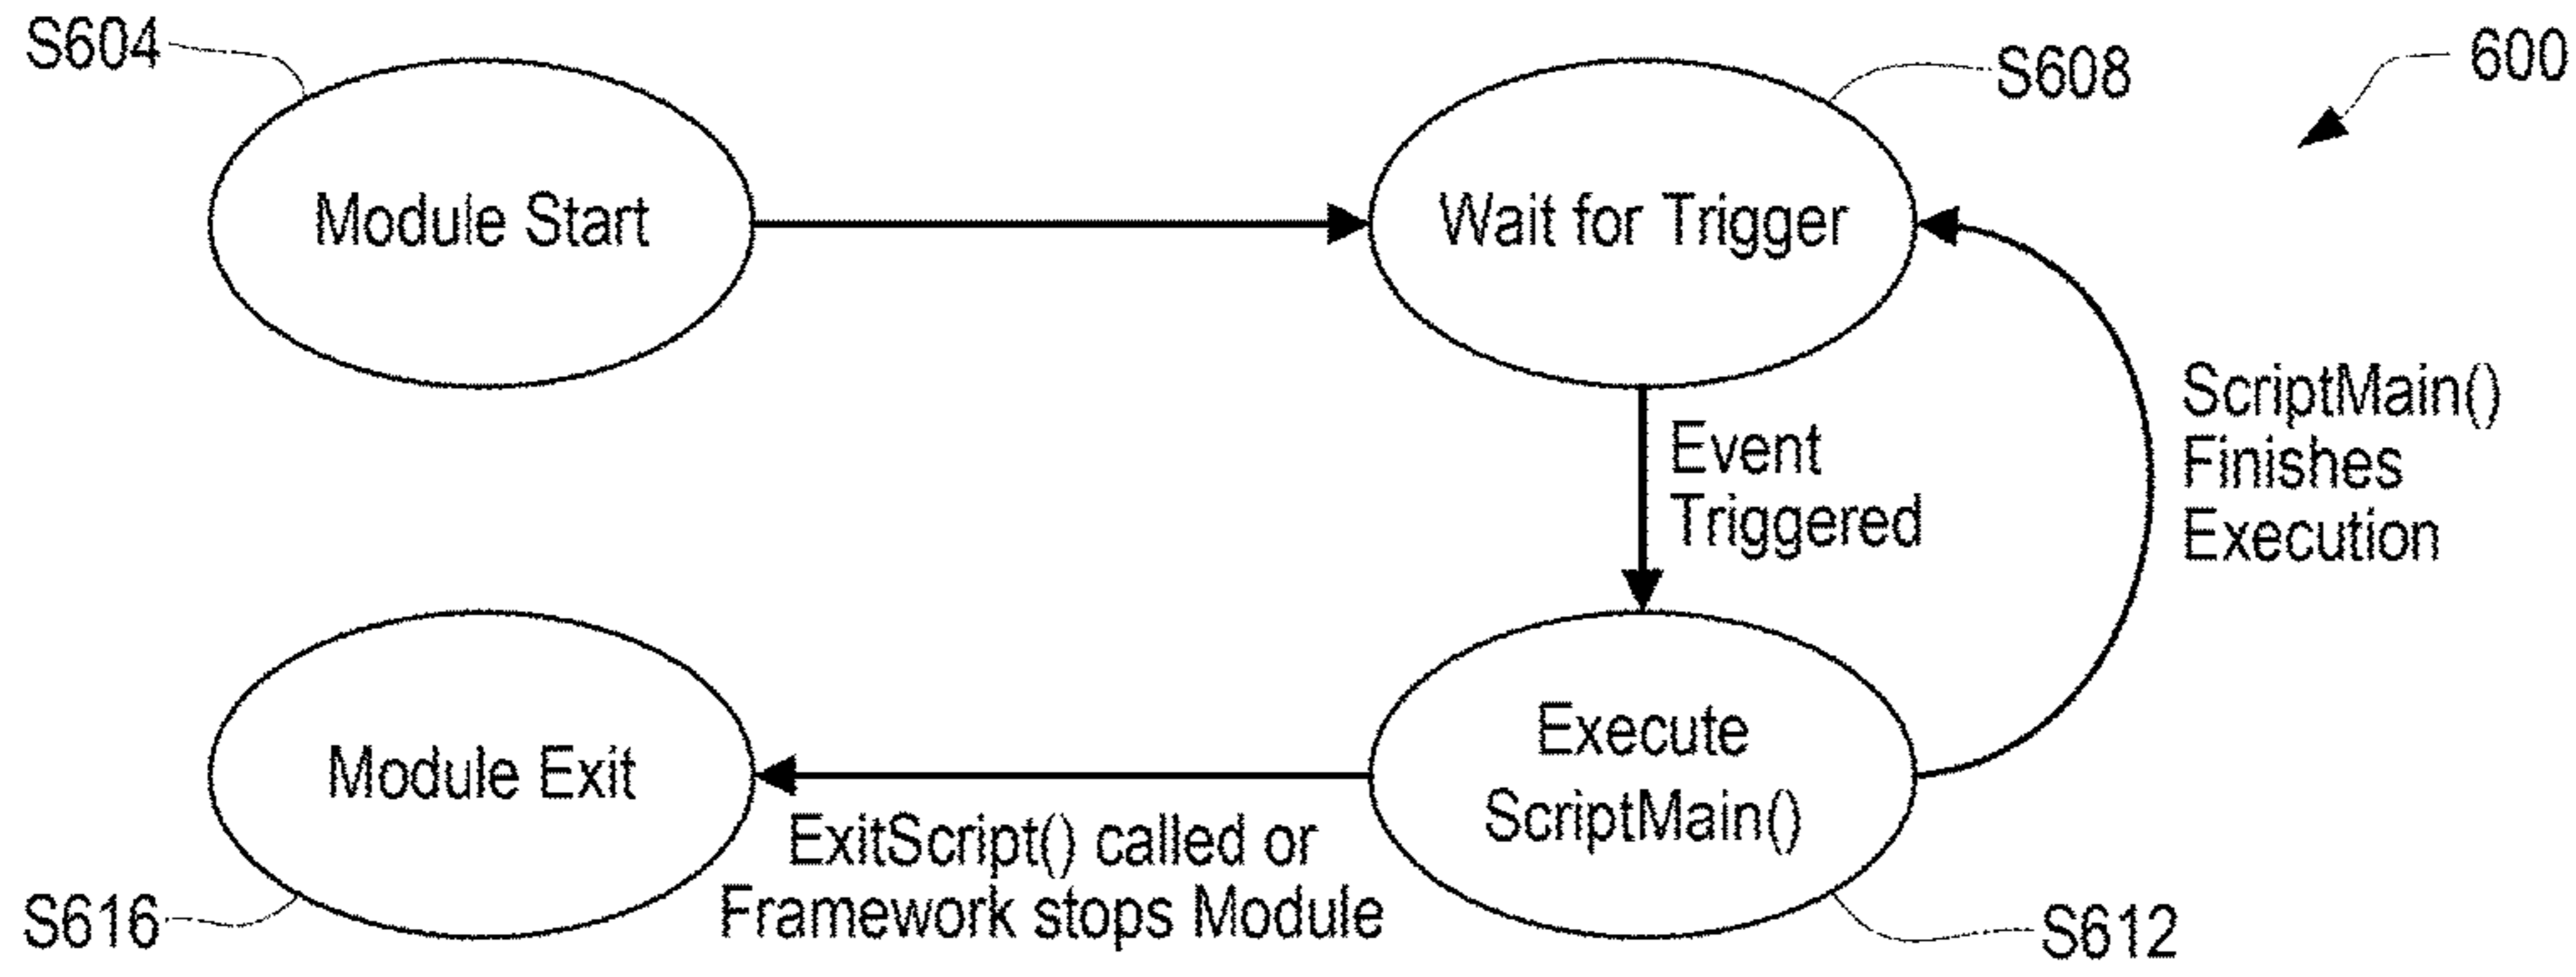 S604
S608
600
Module Start
Wait for Trigger
Event
Triggered
ScriptMain()
Finishes
Execution
Module Exit
ExitScript() called or
Framework stops Module
Execute
ScriptMain()
S616
S612